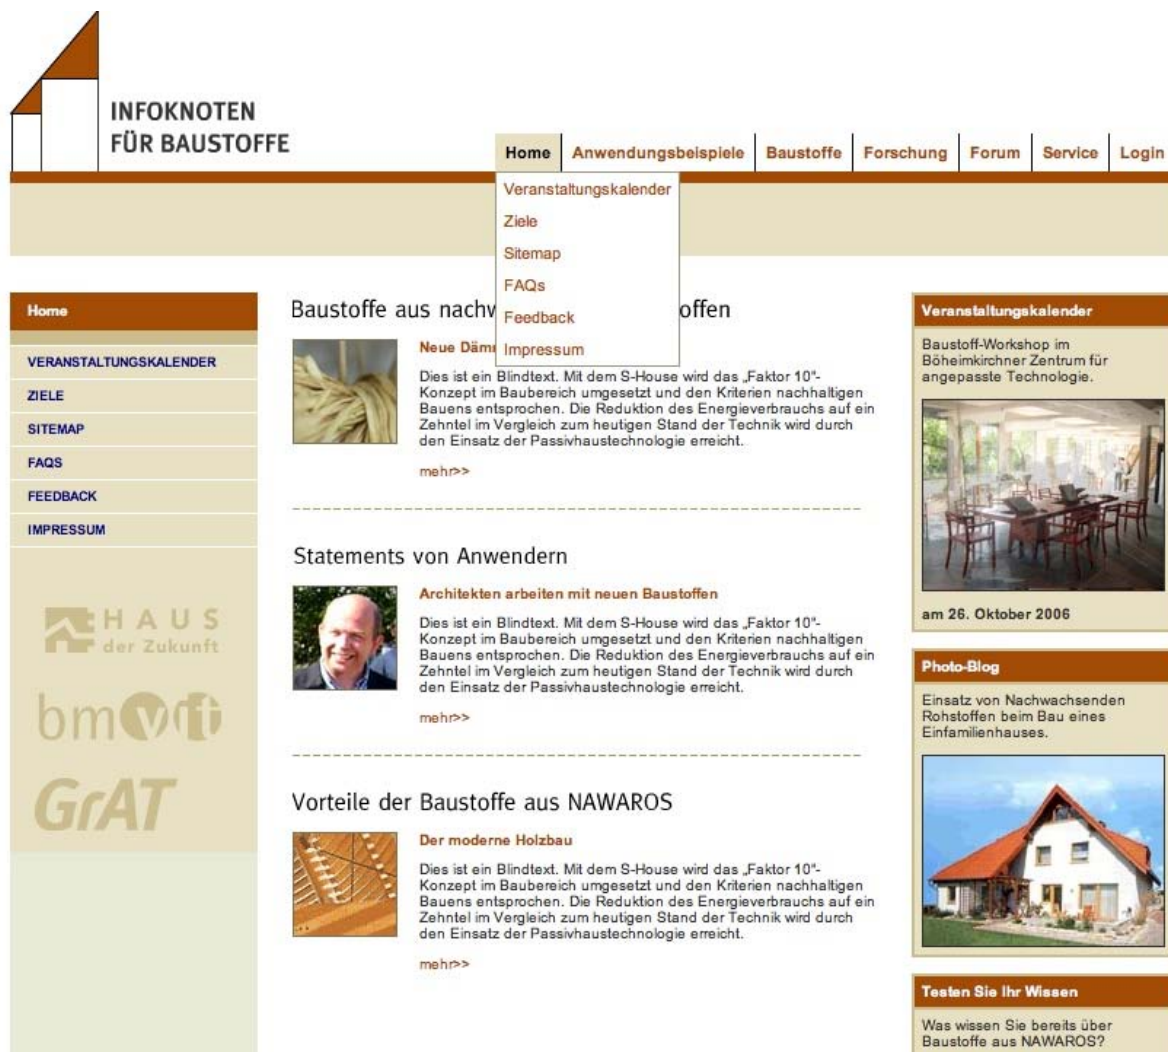 INFOKNOTEN
FÜR BAUSTOFFE
Home
Anwendungsbeispiele
Baustoffe
Forschung
Forum
Service
Login
Veranstaltungskalender
Ziele
Sitemap
FAQs
Feedback
Impressum
Home
VERANSTALTUNGSKALENDER
ZIELE
SITEMAP
FAQS
FEEDBACK
IMPRESSUM
HAUS
der Zukunft
bmvit
GrAT
Baustoffe aus
Neue
Dies ist ein Blindtext. Mit dem S-House wird das „Faktor 10"-
Konzept im Baubereich umgesetzt und den Kriterien nachhaltigen
Bauens entsprochen. Die Reduktion des Energieverbrauchs auf ein
Zehntel im Vergleich zum heutigen Stand der Technik wird durch
den Einsatz der Passivhaustechnologie erreicht.
mehr>>
Statements von Anwendern
Architekten arbeiten mit neuen Baustoffen
Dies ist ein Blindtext. Mit dem S-House wird das „Faktor 10"-
Konzept im Baubereich umgesetzt und den Kriterien nachhaltigen
Bauens entsprochen. Die Reduktion des Energieverbrauchs auf ein
Zehntel im Vergleich zum heutigen Stand der Technik wird durch
den Einsatz der Passivhaustechnologie erreicht.
mehr>>
Vorteile der Baustoffe aus NAWAROS
Der moderne Holzbau
Dies ist ein Blindtext. Mit dem S-House wird das „Faktor 10"-
Konzept im Baubereich umgesetzt und den Kriterien nachhaltigen
Bauens entsprochen. Die Reduktion des Energieverbrauchs auf ein
Zehntel im Vergleich zum heutigen Stand der Technik wird durch
den Einsatz der Passivhaustechnologie erreicht.
mehr>>
Veranstaltungskalender
Baustoff-Workshop im
Böheimkirchner Zentrum für
angepasste Technologie.
am 26. Oktober 2006
Photo-Blog
Einsatz von Nachwachsenden
Rohstoffen beim Bau eines
Einfamilienhauses.
Testen Sie Ihr Wissen
Was wissen Sie bereits über
Baustoffe aus NAWAROS?